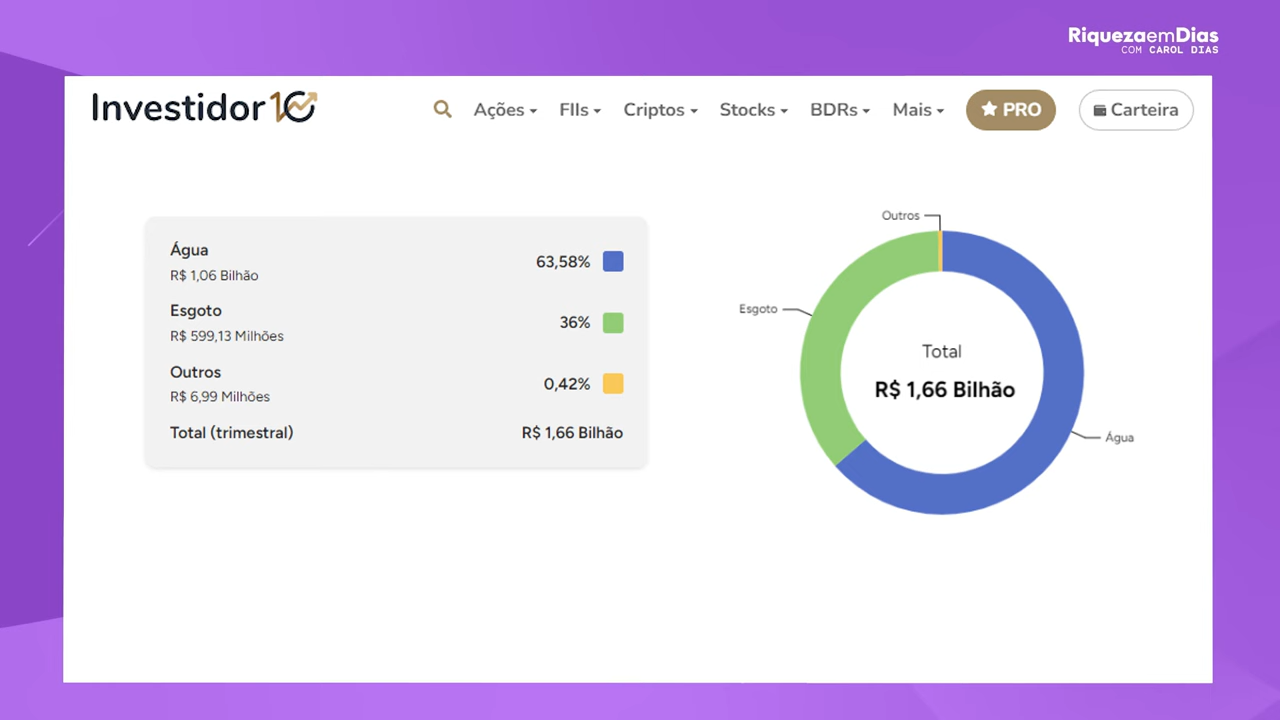 RiquezaemDias
COM CAROL DIAS
Investidor10
Ações
FIIs
Criptos
Stocks
BDRs
Mais
PRO
Carteira
Água
R$ 1,06 Bilhão
63,58%
Esgoto
R$ 599,13 Milhões
36%
Outros
R$ 6,99 Milhões
0,42%
Total (trimestral)
R$ 1,66 Bilhão
Outros
Esgoto
Total
R$ 1,66 Bilhão
Água